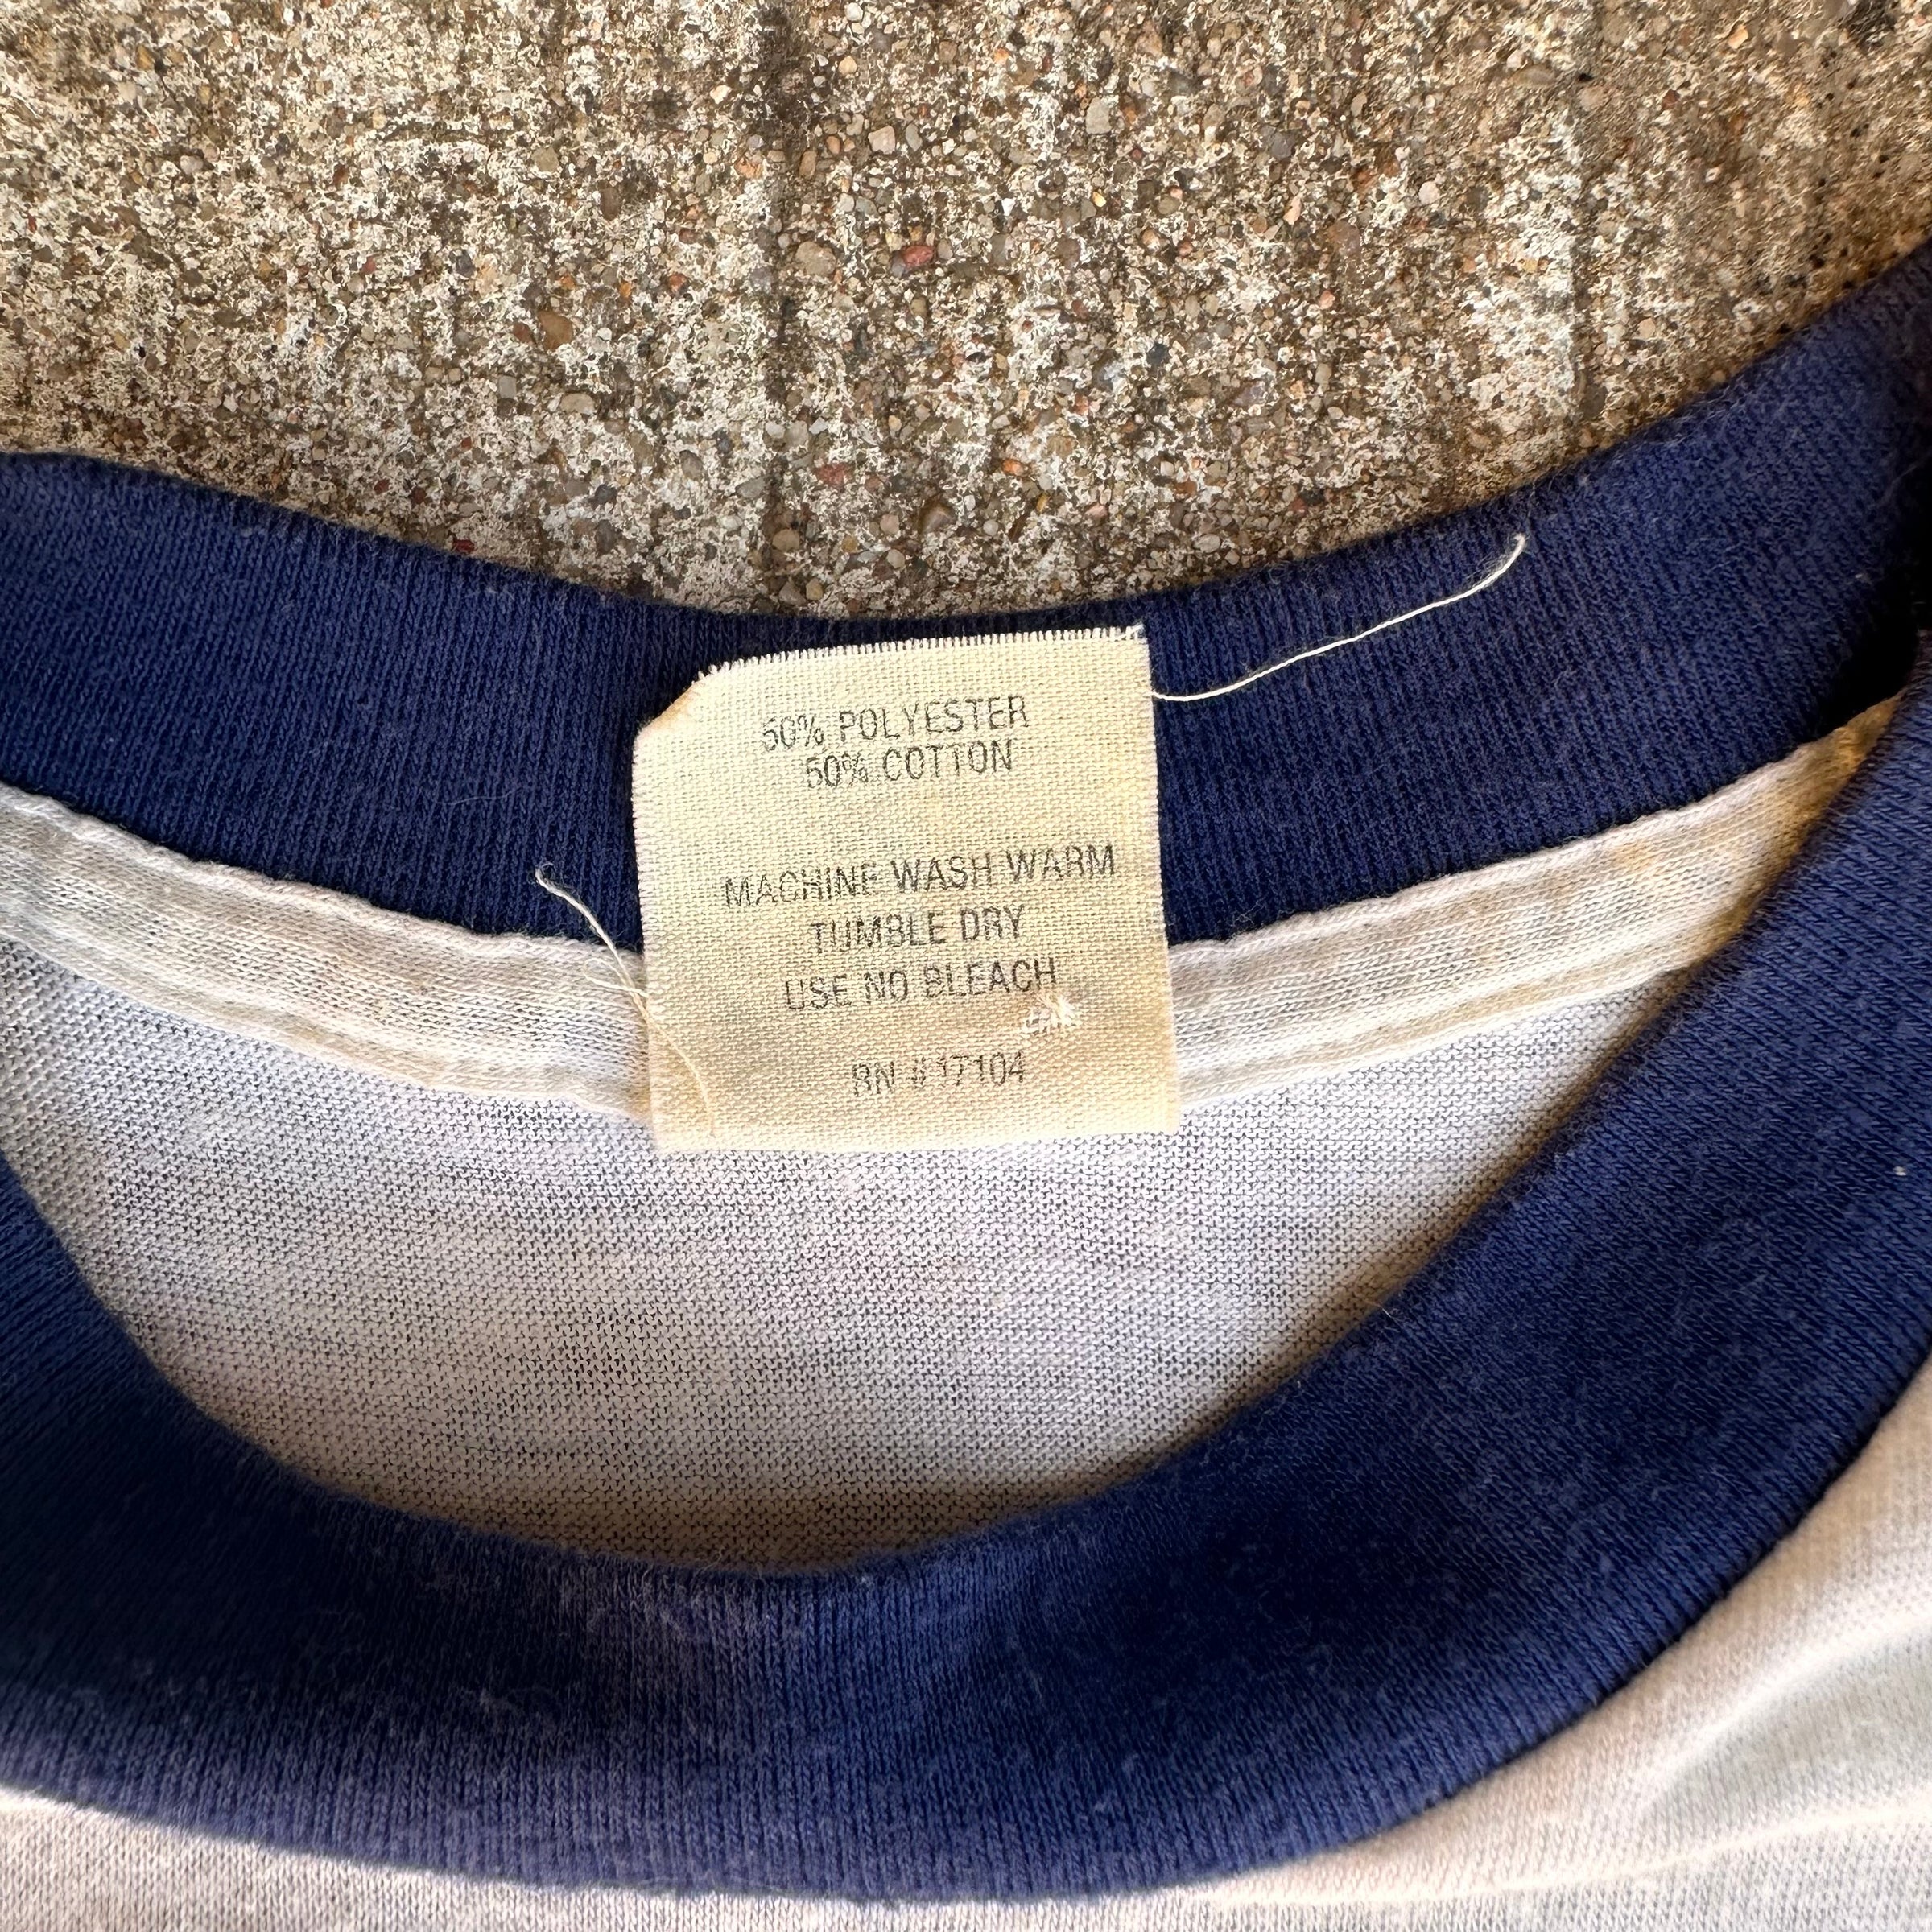 50% POLYESTER
50% COTTON
MACHINE WASH WARM
TUMBLE DRY
USE NO BLEACH
RN #17104